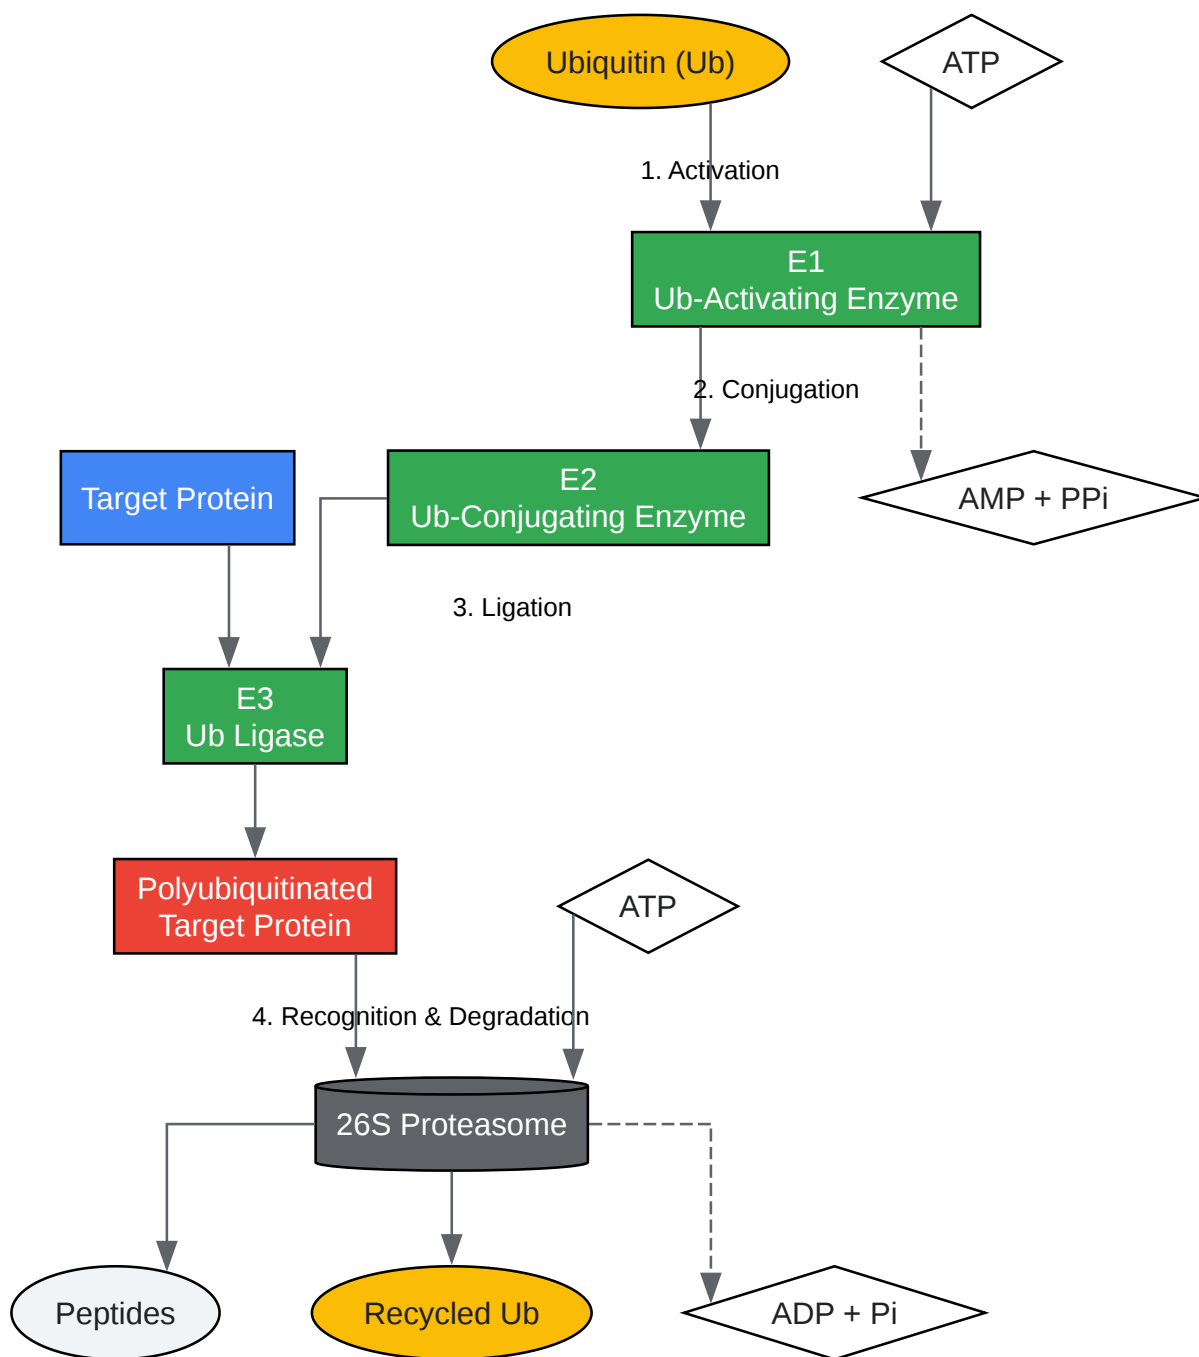 Ubiquitin (Ub)
ATP
1. Activation
E1
Ub-Activating Enzyme
2. Conjugation
Target Protein
E2
Ub-Conjugating Enzyme
AMP + PPi
3. Ligation
E3
Ub Ligase
Polyubiquitinated
Target Protein
ATP
4. Recognition & Degradation
26S Proteasome
Peptides
Recycled Ub
ADP + Pi